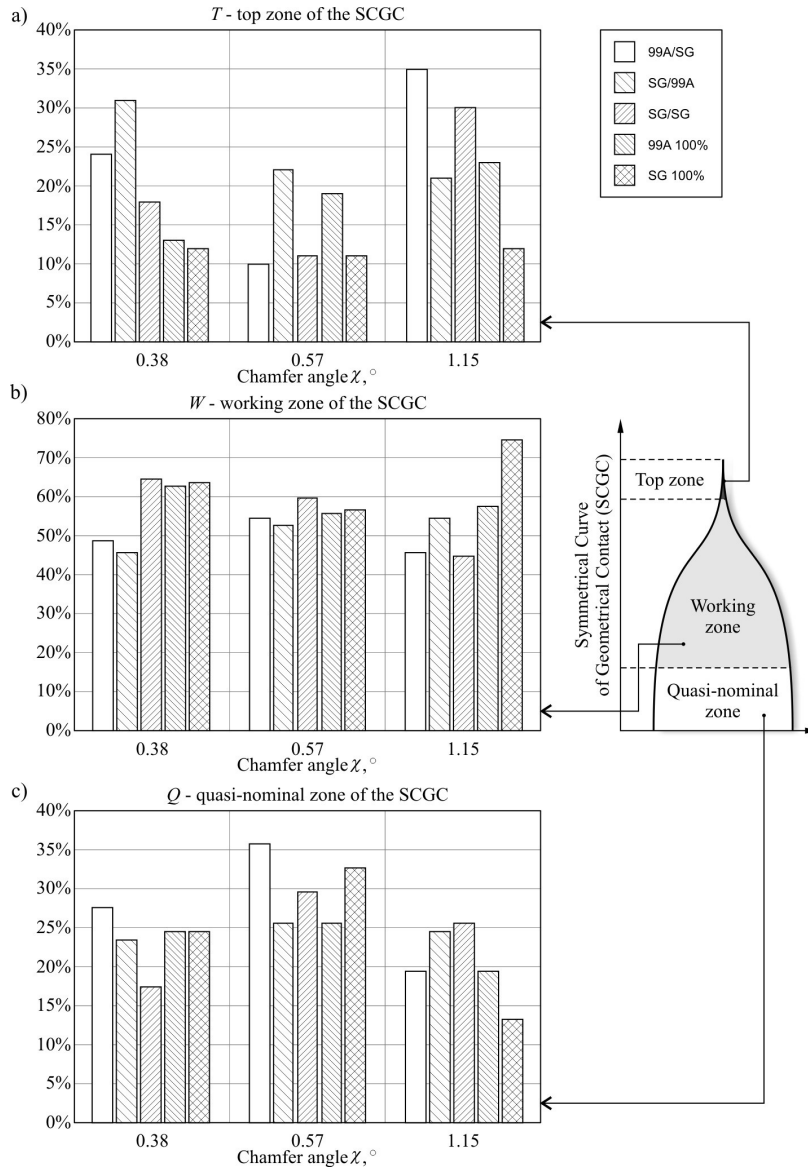 a)
T - top zone of the SCGC
40%
35%
30%
25%
20%
15%
10%
5%
0%
0.38 0.57 1.15
Chamfer angle χ, °
99A/SG
SG/99A
SG/SG
99A 100%
SG 100%
b)
W - working zone of the SCGC
80%
70%
60%
50%
40%
30%
20%
10%
0%
0.38 0.57 1.15
Chamfer angle χ, °
Symmetrical Curve
of Geometrical Contact (SCGC)
Top zone
Working
zone
Quasi-nominal
zone
c)
Q - quasi-nominal zone of the SCGC
40%
35%
30%
25%
20%
15%
10%
5%
0%
0.38 0.57 1.15
Chamfer angle χ, °